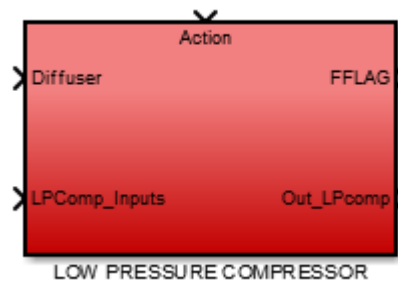 Action
Diffuser
FFLAG
LPComp_Inputs
Out_LPcomp
LOW PRESSURE COMPRESSOR